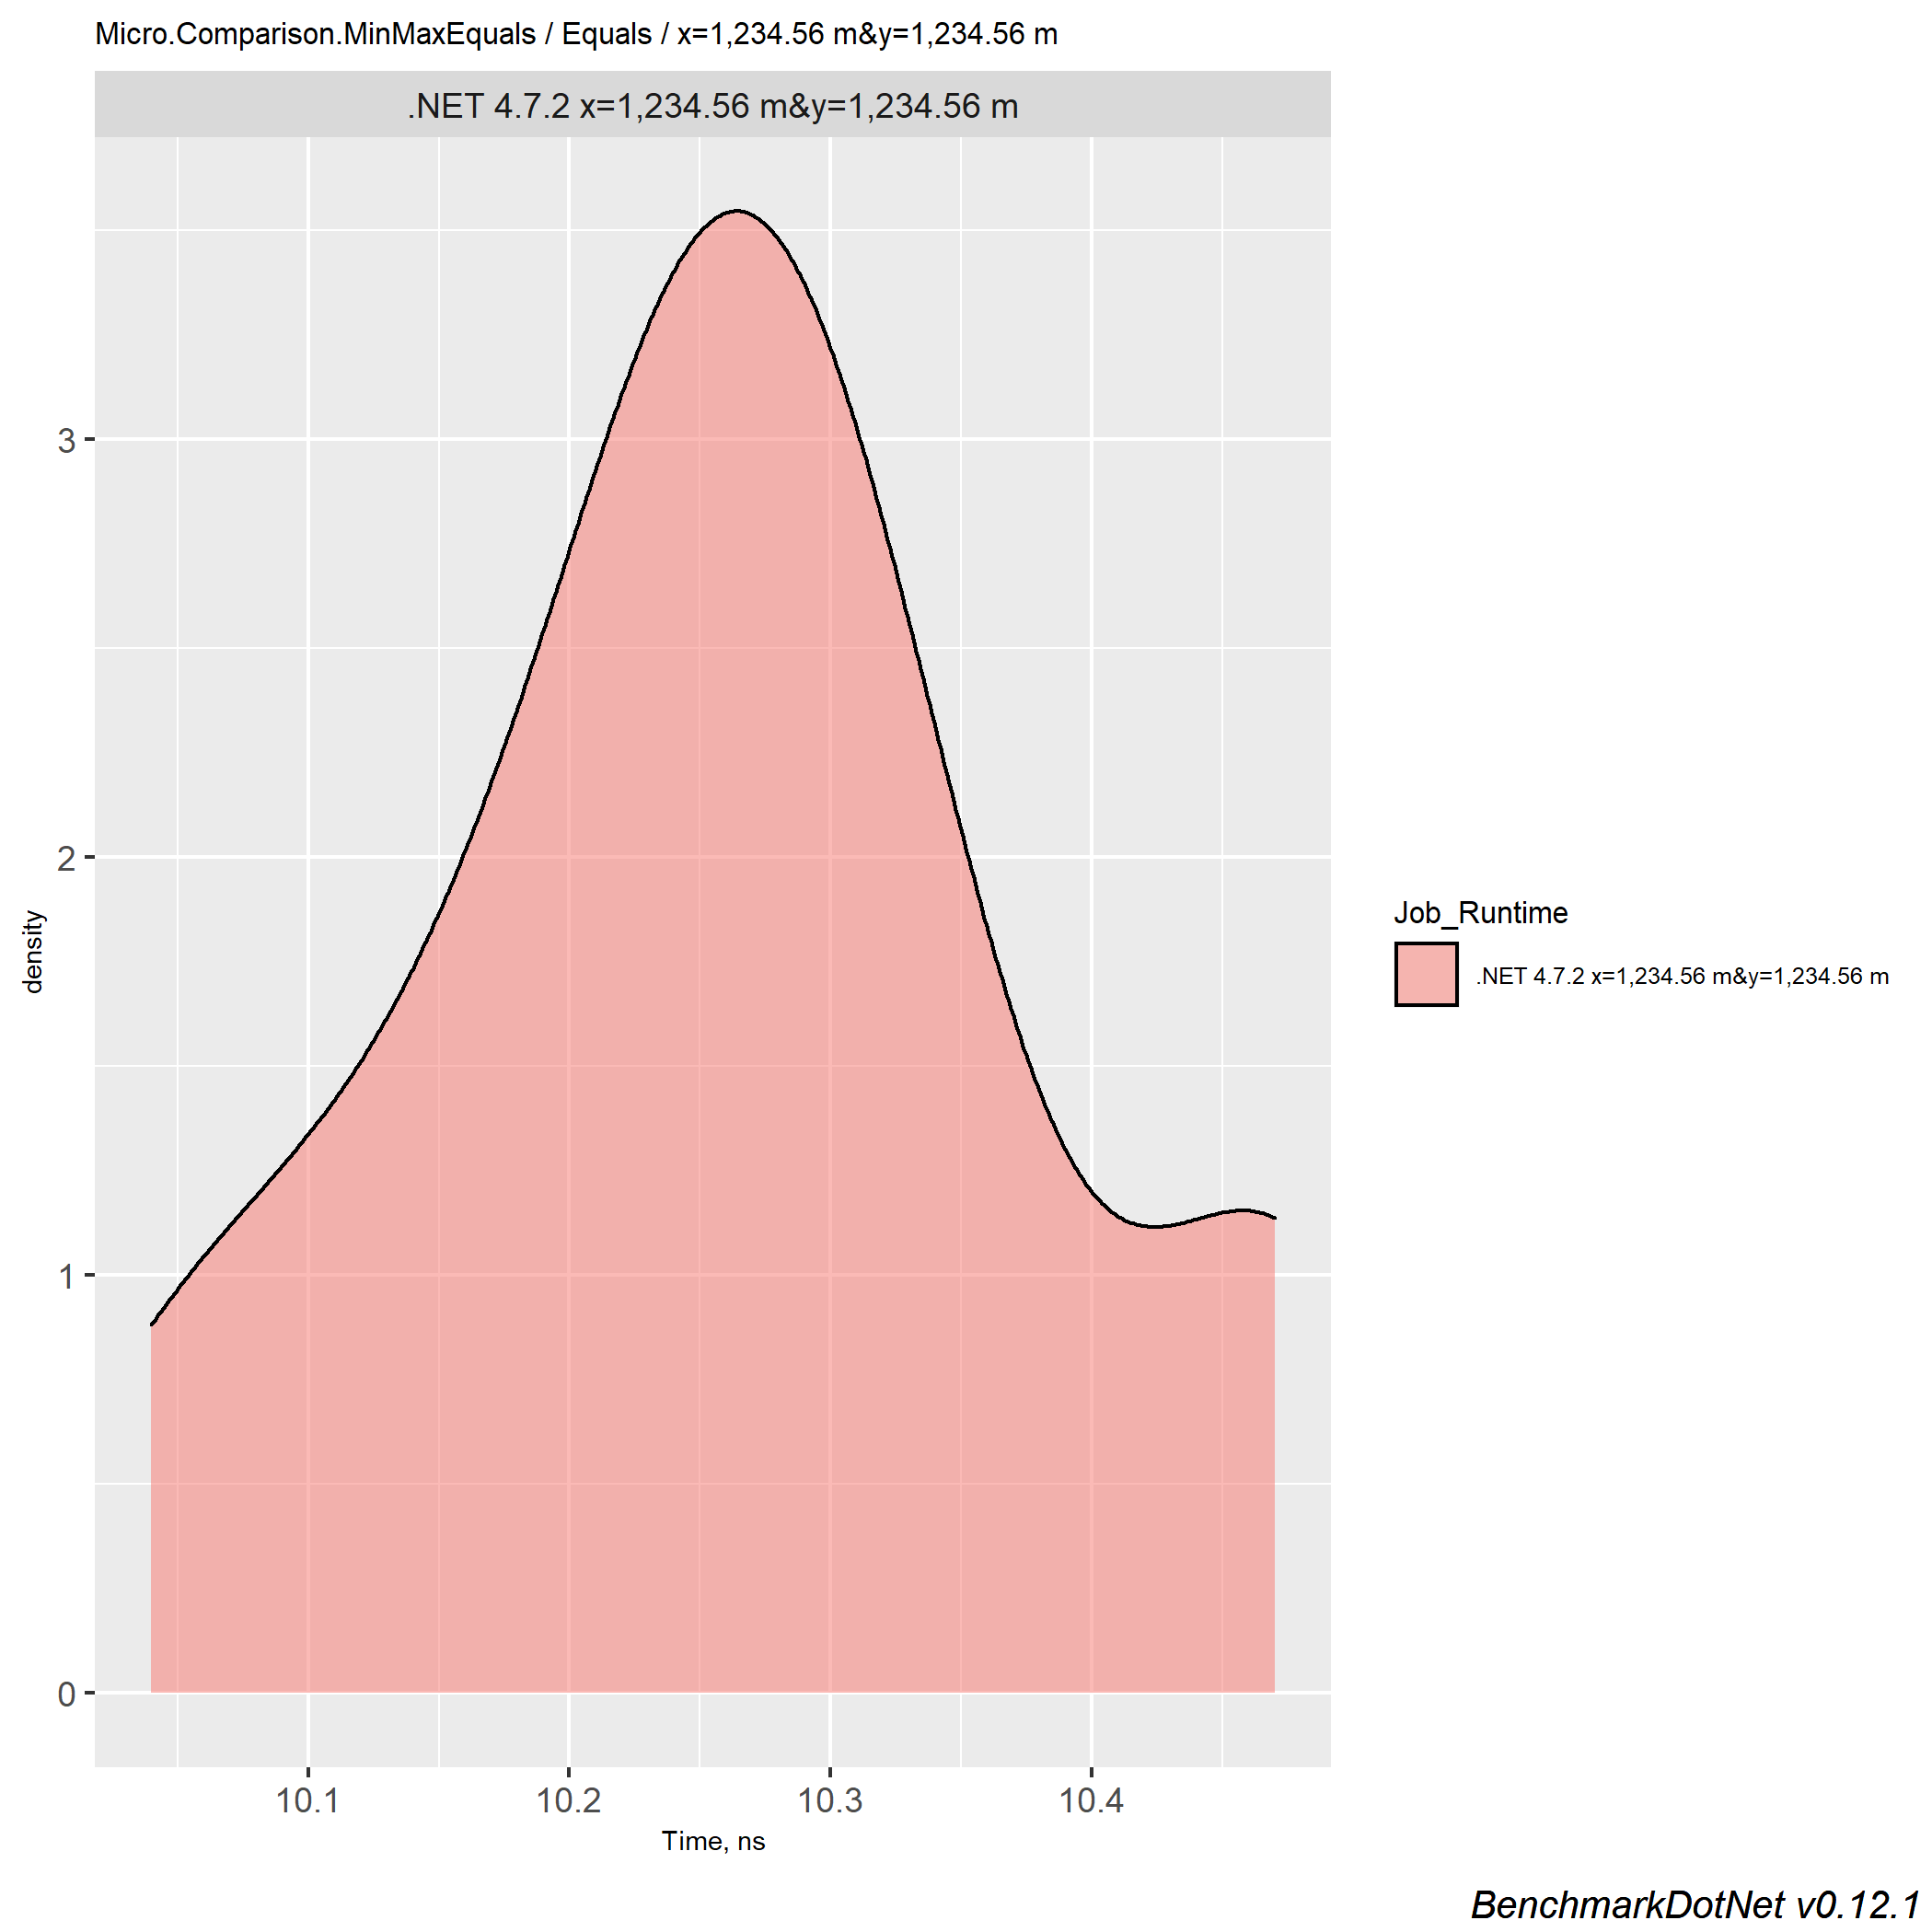 Micro.Comparison.MinMaxEquals / Equals / x=1,234.56 m&y=1,234.56 m
.NET 4.7.2 x=1,234.56 m&y=1,234.56 m
3
2
1
0
density
10.1 10.2 10.3 10.4
Time, ns
Job_Runtime
.NET 4.7.2 x=1,234.56 m&y=1,234.56 m
BenchmarkDotNet v0.12.1